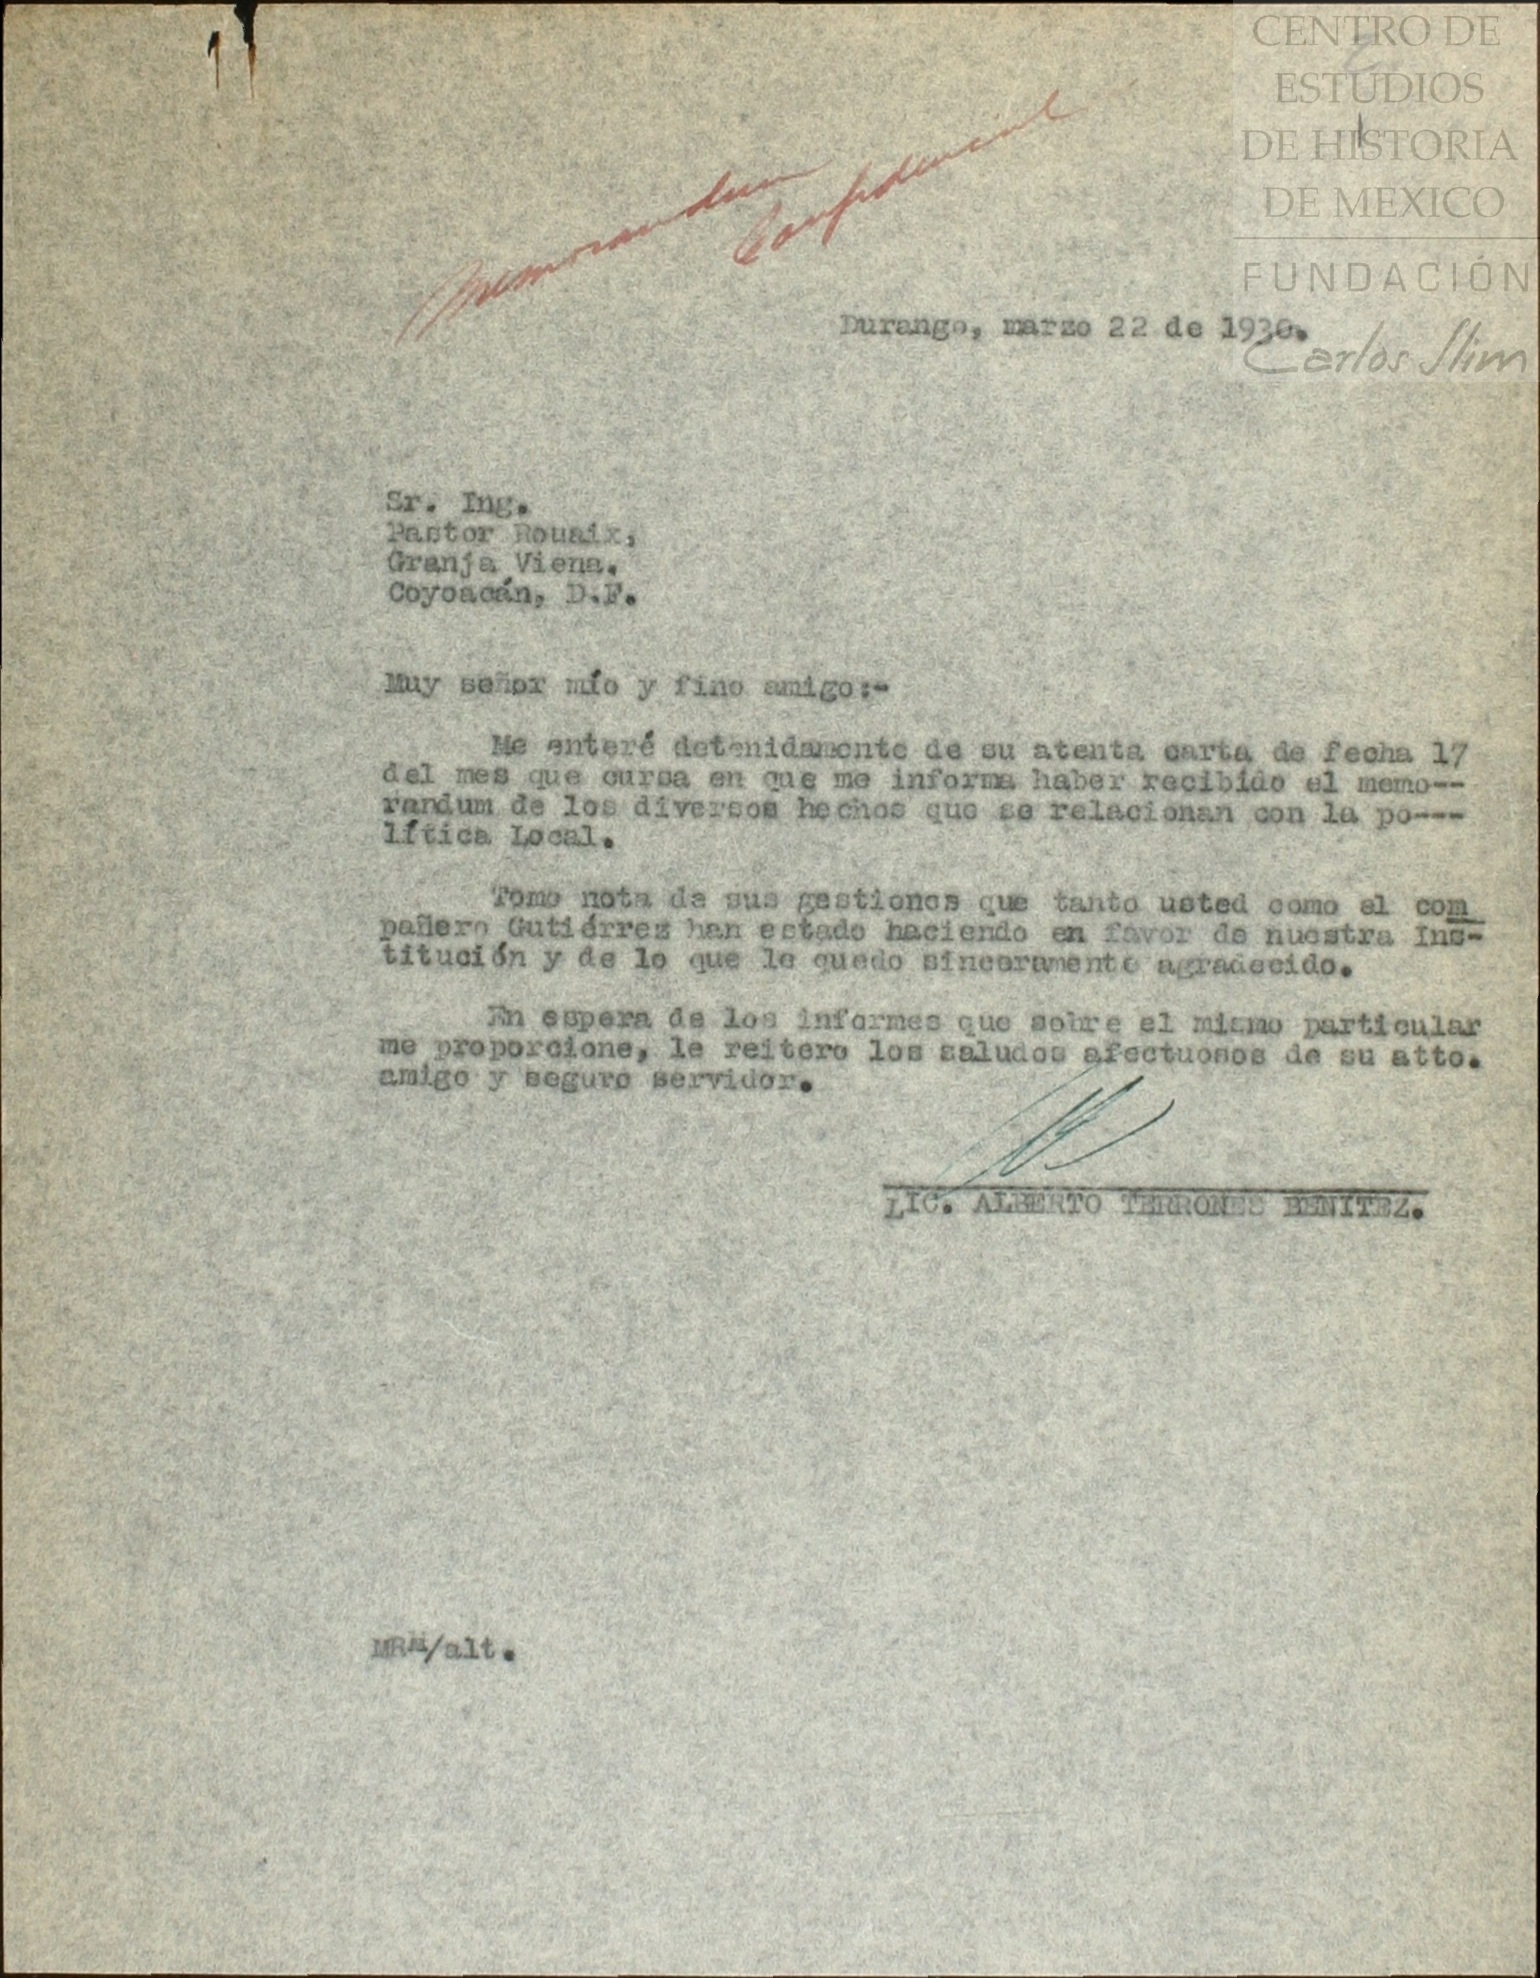 CENTRO DE
ESTUDIOS
DE HISTORIA
DE MEXICO
FUNDACIÓN
Carlos Slim
Memorandum
Confidencial
Durango, marzo 22 de 1930.
Sr. Ing.
Pastor Rouaix,
Granja Viena.
Coyoacán, D.F.
Muy señor mío y fino amigo:-
Me enteré detenidamente de su atenta carta de fecha 17
del mes que cursa en que me informa haber recibido el memo--
randum de los diversos hechos que se relacionan con la po---
lítica Local.
Tomo nota de sus gestiones que tanto usted como el com
pañero Gutiérrez han estado haciendo en favor de nuestra Ins-
titución y de lo que le quedo sinceramente agradecido.
En espera de los informes que sobre el mismo particular
me proporcione, le reitero los saludos afectuosos de su atto.
amigo y seguro servidor.
LIC. ALBERTO TERRONES BENITEZ.
MRM/alt.